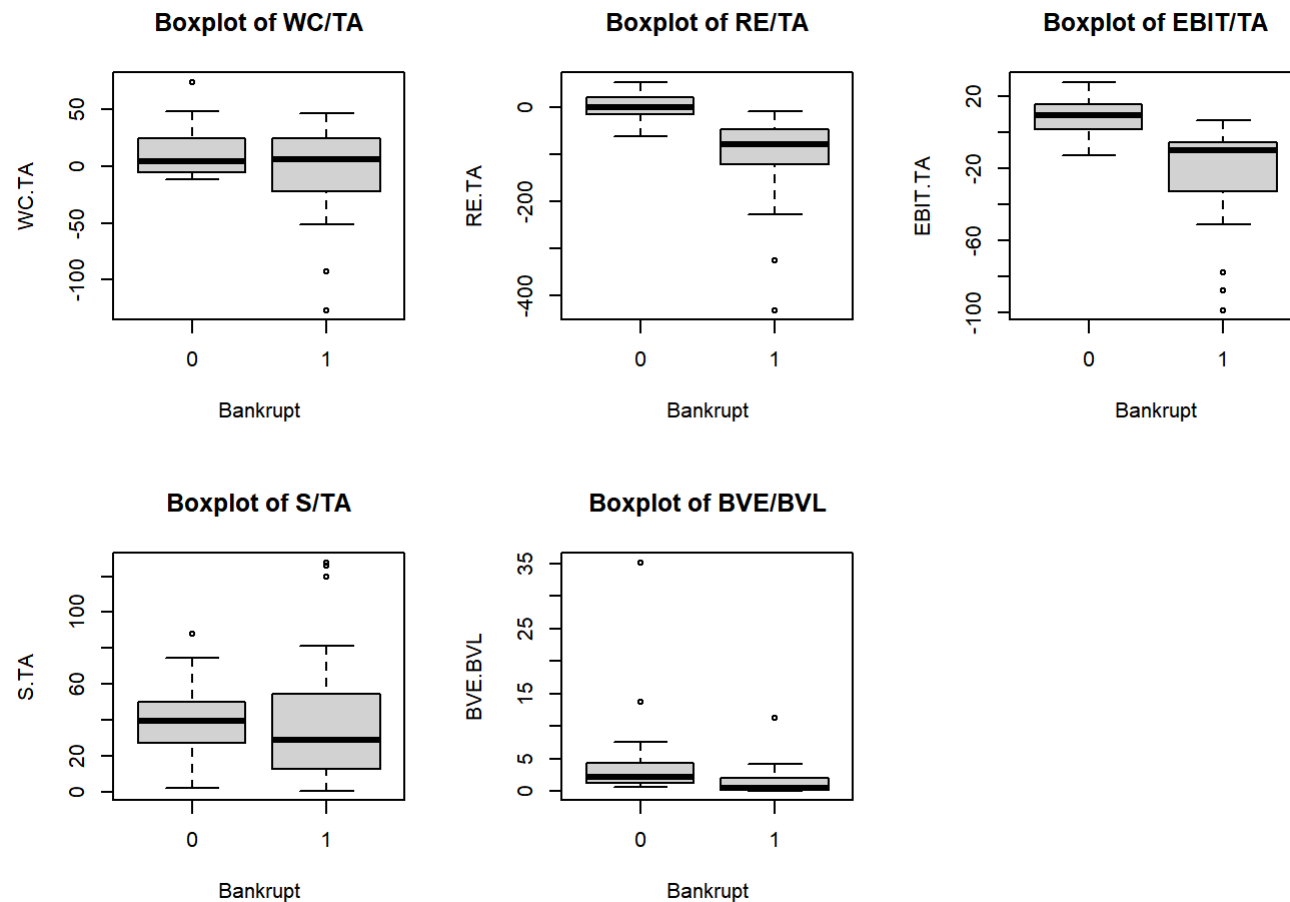 Boxplot of WC/TA
WC.TA
50
0
-50
-100
0 1
Bankrupt
Boxplot of RE/TA
RE.TA
0
-200
-400
0 1
Bankrupt
Boxplot of EBIT/TA
EBIT.TA
20
-20
-60
-100
0 1
Bankrupt
Boxplot of S/TA
S.TA
100
60
20
0
0 1
Bankrupt
Boxplot of BVE/BVL
BVE.BVL
35
25
15
5
0
0 1
Bankrupt